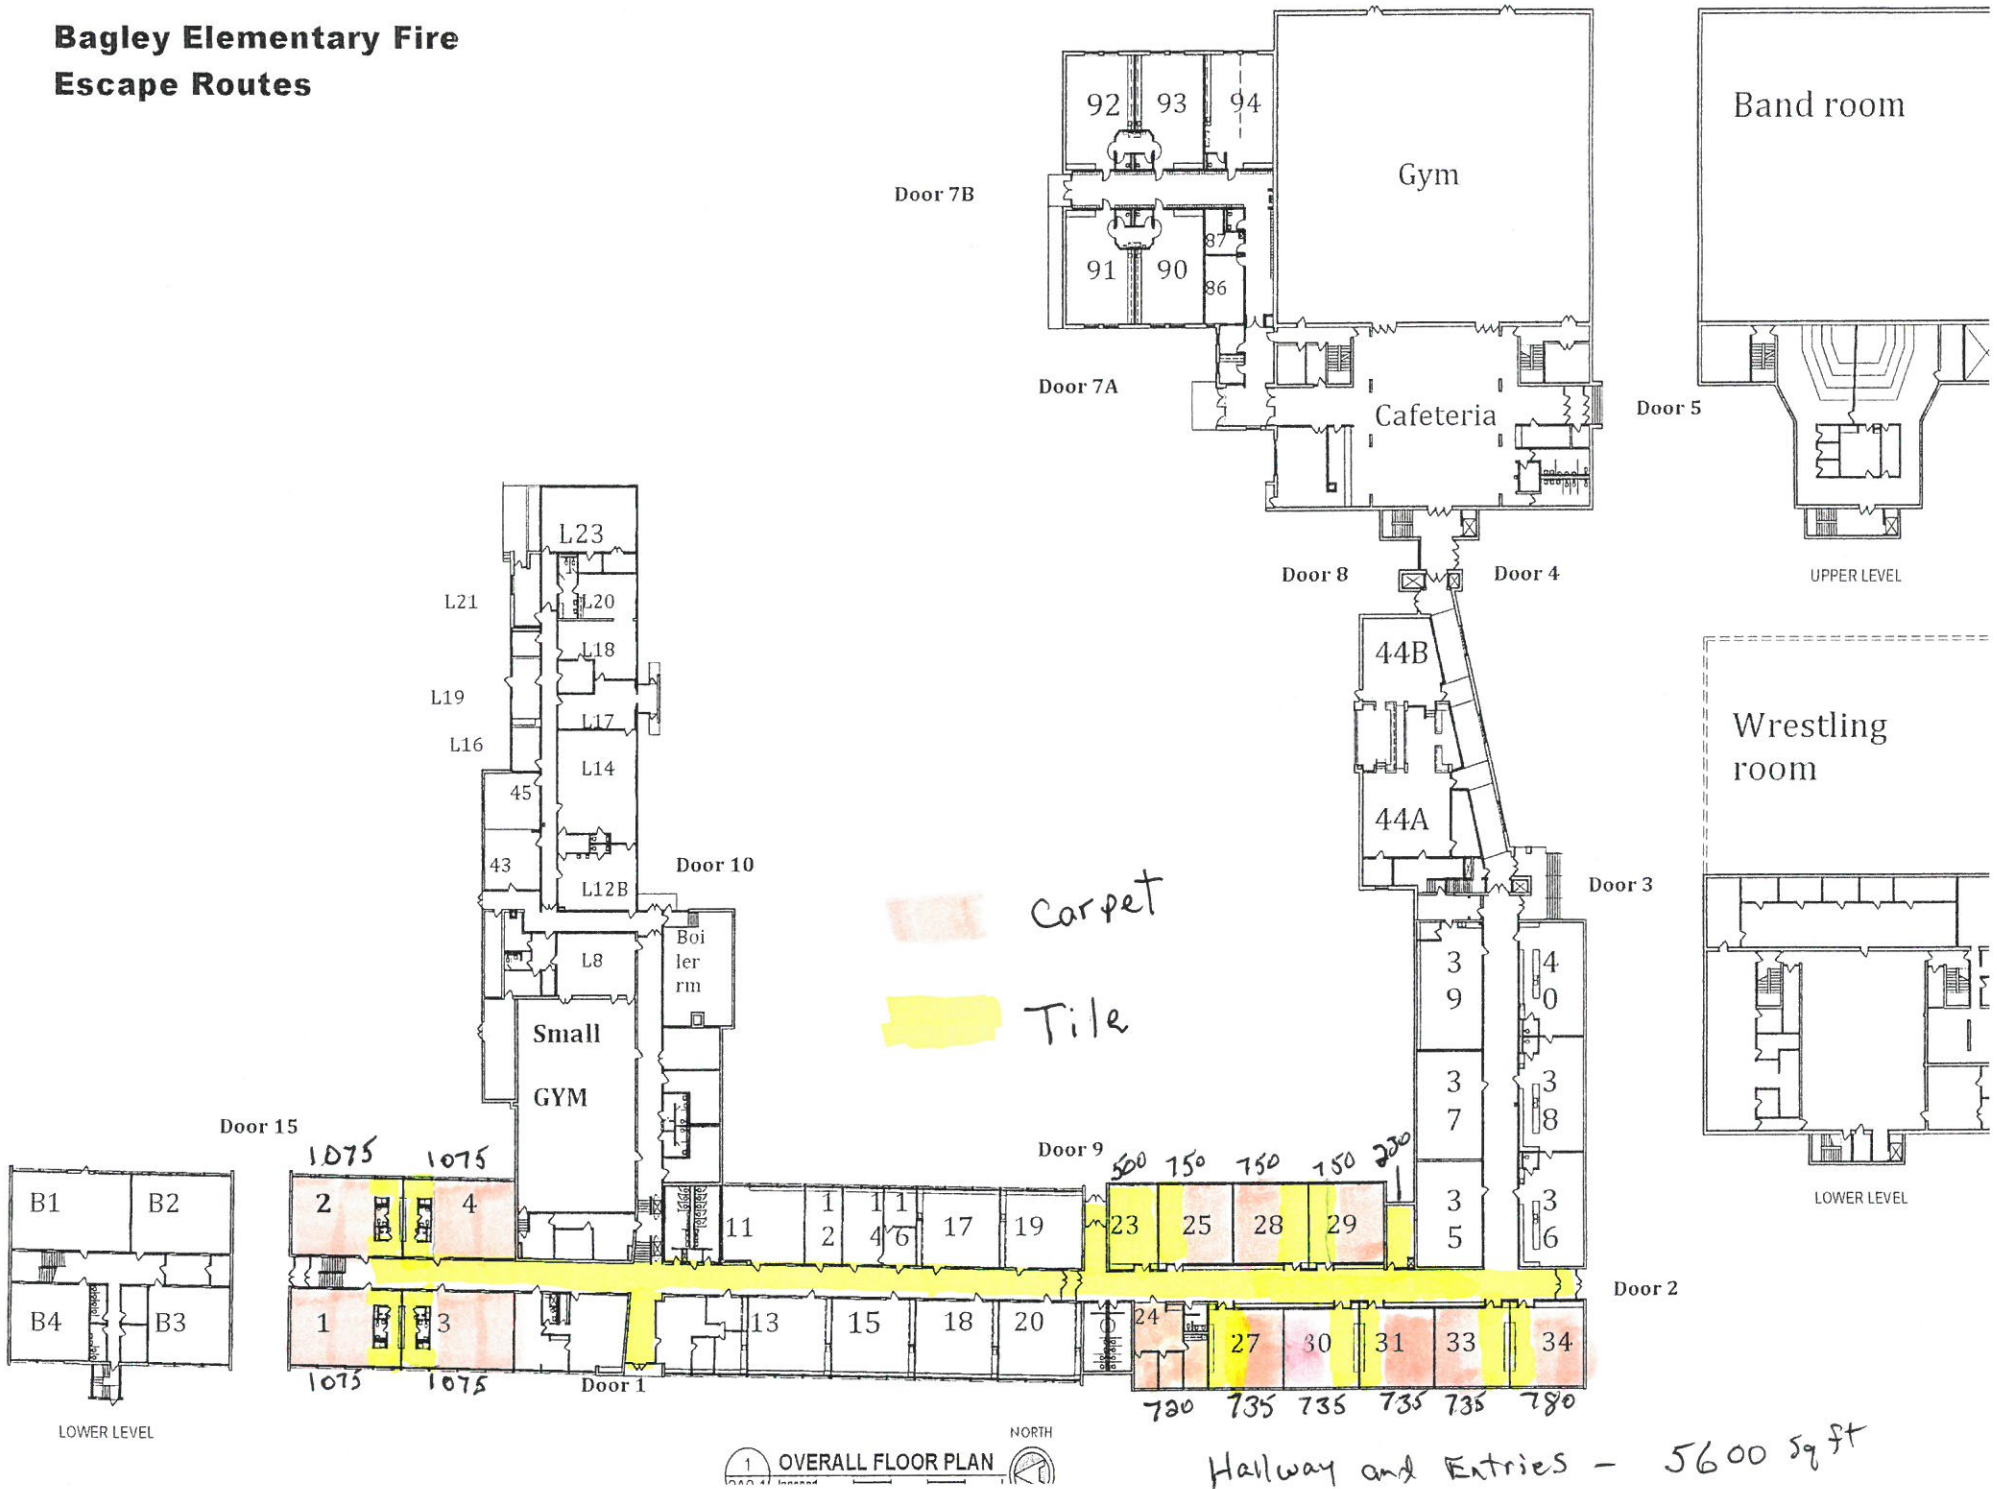 Bagley Elementary Fire
Escape Routes
92
93
94
Gym
Band room
Door 7B
91
90
87
86
Door 7A
Cafeteria
Door 5
Door 8
Door 4
UPPER LEVEL
L23
L21
L20
L18
L19
L17
L16
L14
45
43
L12B
Door 10
44B
44A
Wrestling
room
Door 3
Carpet
Tile
Boi
ler
rm
L8
Small
GYM
39
40
37
38
35
36
LOWER LEVEL
Door 15
Door 9
1075
1075
500
750
750
750
230
B1
B2
2
4
11
12
14
16
17
19
23
25
28
29
Door 2
B4
B3
1
3
13
15
18
20
24
27
30
31
33
34
1075
1075
Door 1
720
735
735
735
735
780
LOWER LEVEL
1
OVERALL FLOOR PLAN
NORTH
Hallway and Entries - 5600 sq ft